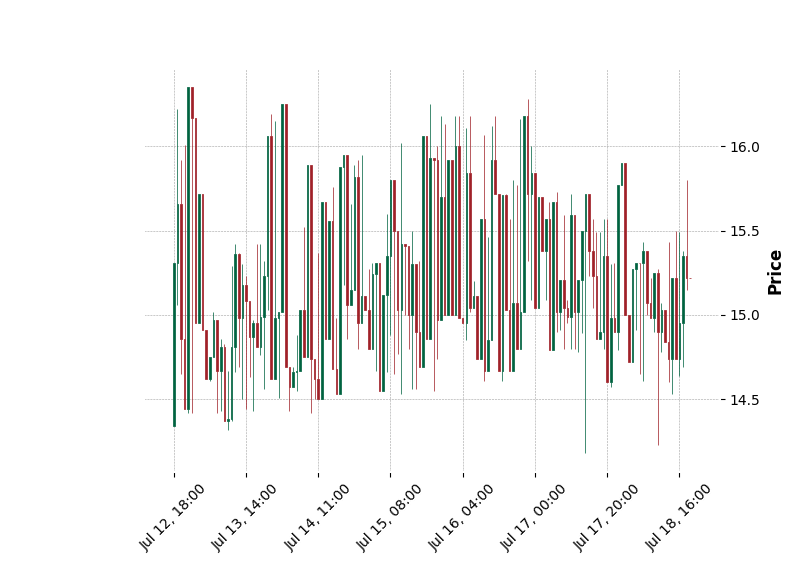 16.0
15.5
15.0
14.5
Price
Jul 12, 18:00
Jul 13, 14:00
Jul 14, 11:00
Jul 15, 08:00
Jul 16, 04:00
Jul 17, 00:00
Jul 17, 20:00
Jul 18, 16:00